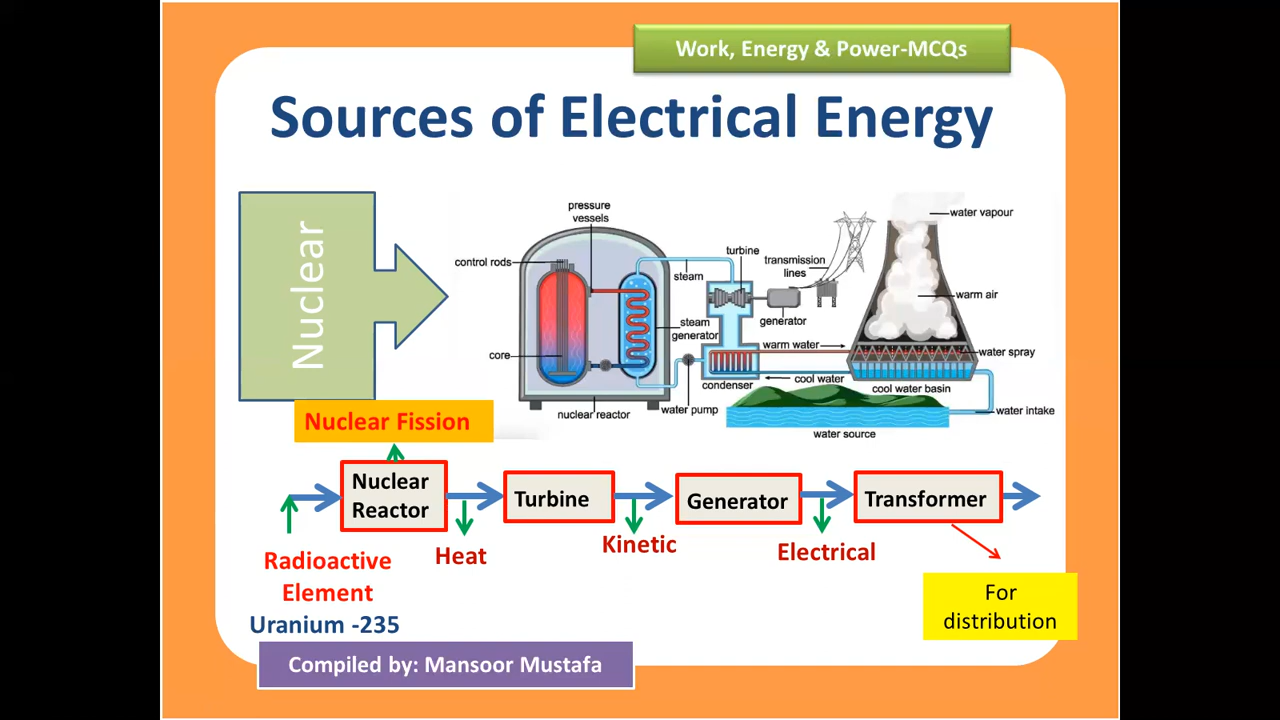 Work, Energy & Power-MCQs
Sources of Electrical Energy
Nuclear
pressure
vessels
control rods
core
nuclear reactor
steam
steam
generator
water pump
turbine
generator
condenser
transmission
lines
warm water
cool water
water vapour
warm air
water spray
cool water basin
water intake
water source
Nuclear Fission
Nuclear
Reactor
Turbine
Generator
Transformer
Radioactive
Element
Uranium -235
Heat
Kinetic
Electrical
For
distribution
Compiled by: Mansoor Mustafa